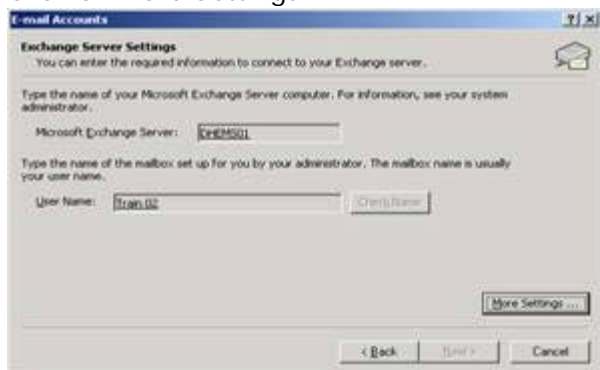 E-mail Accounts
Exchange Server Settings
You can enter the required information to connect to your Exchange server.
Type the name of your Microsoft Exchange Server computer. For information, see your system
administrator.
Microsoft Exchange Server: DHEMS01
Type the name of the mailbox set up for you by your administrator. The mailbox name is usually
your user name.
User Name: Train 02 Check Name
More Settings ...
< Back Next > Cancel